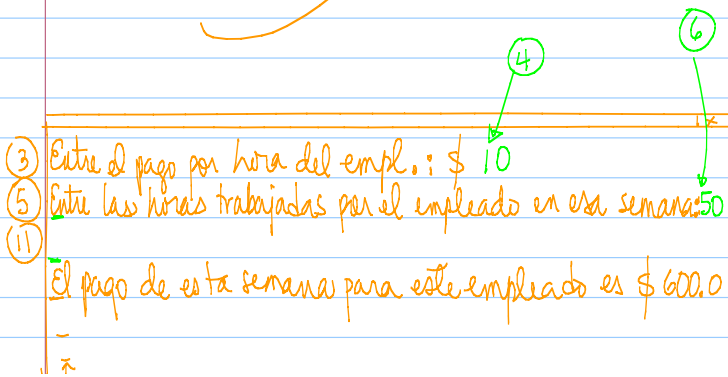 6
4
③ Entre el pago por hora del empl.: $ 10
⑤ Entre las horas trabajadas por el empleado en esa semana: 50
⑪
El pago de esta semana para este empleado es $ 600.0